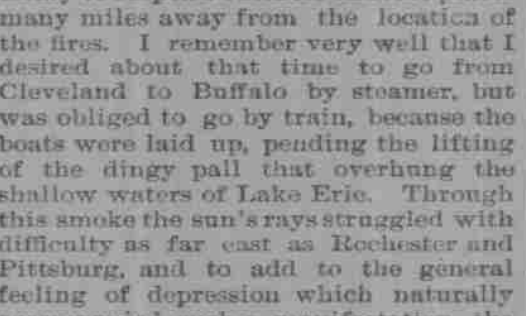 many miles away from the location of
the fires. I remember very well that I
desired about that time to go from
Cleveland to Buffalo by steamer, but
was obliged to go by train, because the
boats were laid up, pending the lifting
of the dingy pall that overhung the
shallow waters of Lake Erie. Through
this smoke the sun's rays struggled with
difficulty as far east as Rochester and
Pittsburg, and to add to the general
feeling of depression which naturally